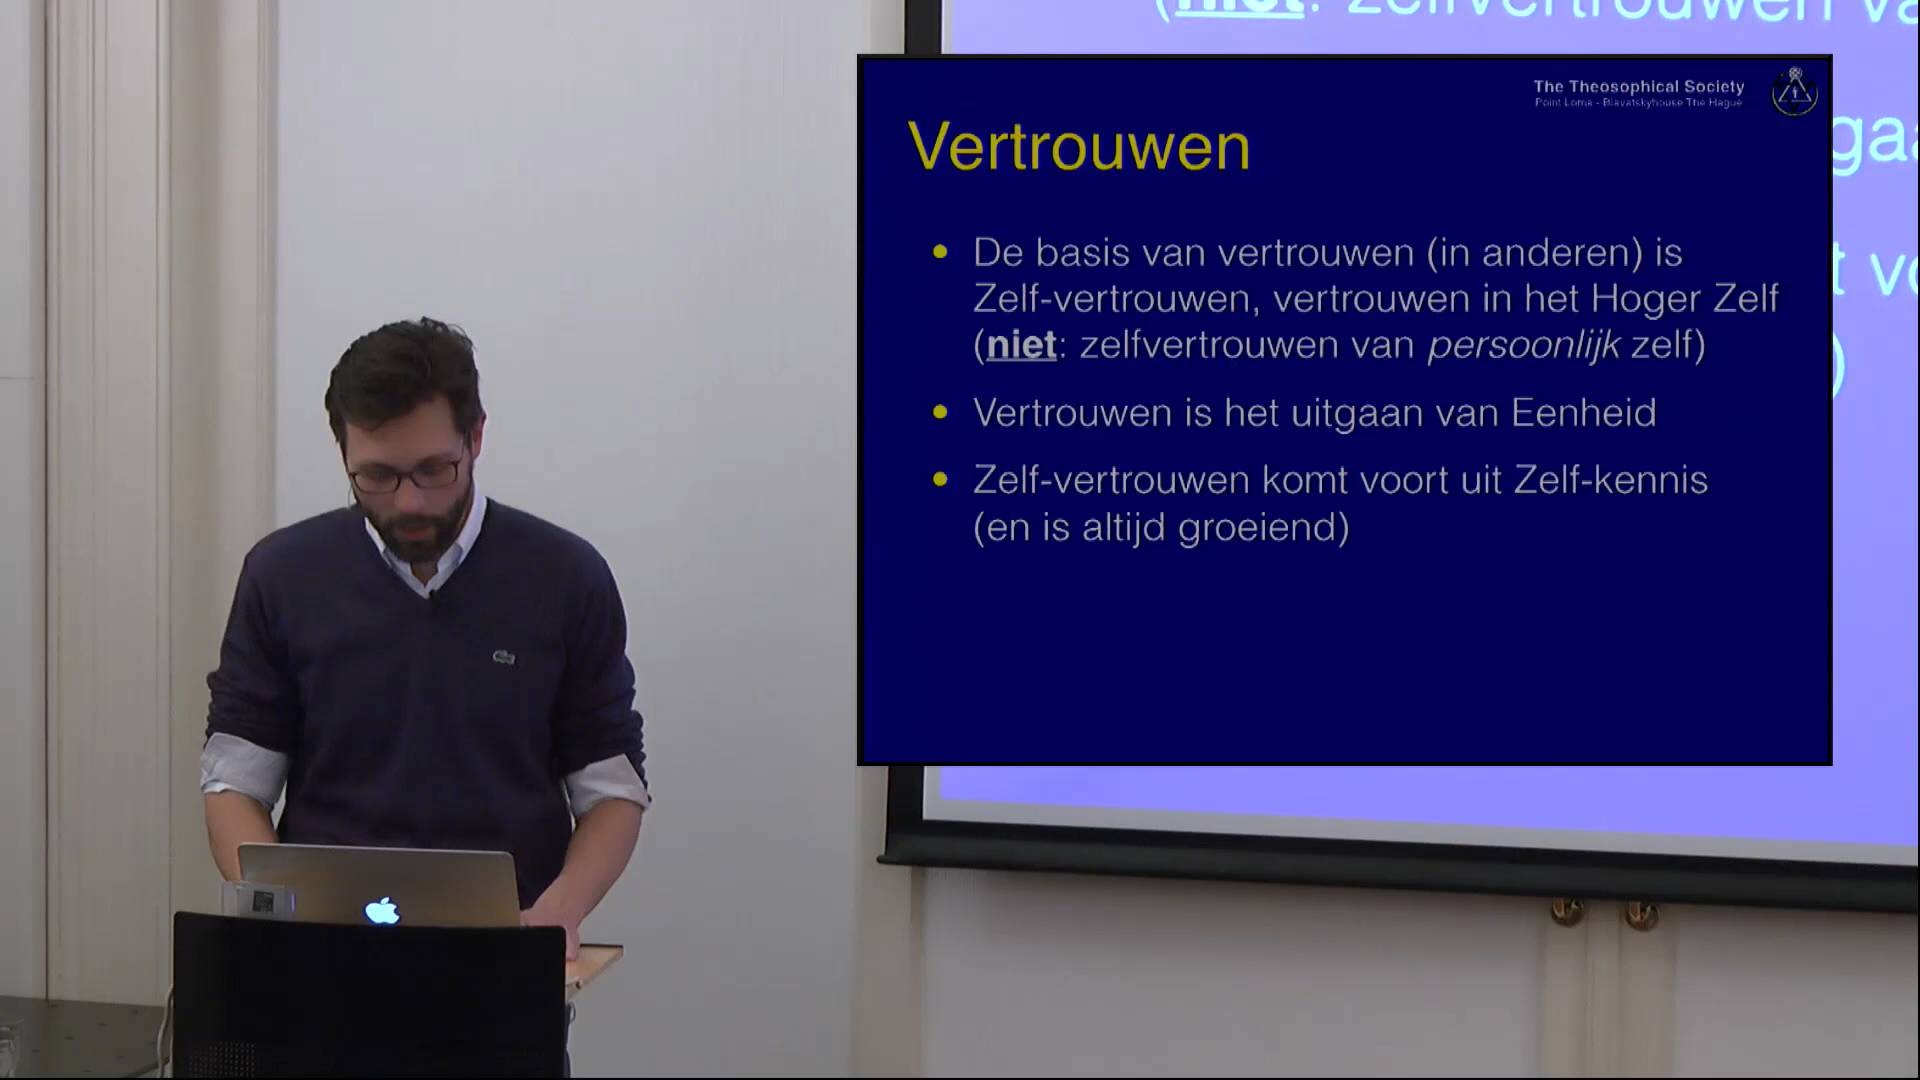 (niet: zelfvertrouwen va
The Theosophical Society
Point Loma - Blavatskyhouse The Hague
Vertrouwen
gaa
• De basis van vertrouwen (in anderen) is
Zelf-vertrouwen, vertrouwen in het Hoger Zelf
(niet: zelfvertrouwen van persoonlijk zelf)
t vo
)
• Vertrouwen is het uitgaan van Eenheid
• Zelf-vertrouwen komt voort uit Zelf-kennis
(en is altijd groeiend)